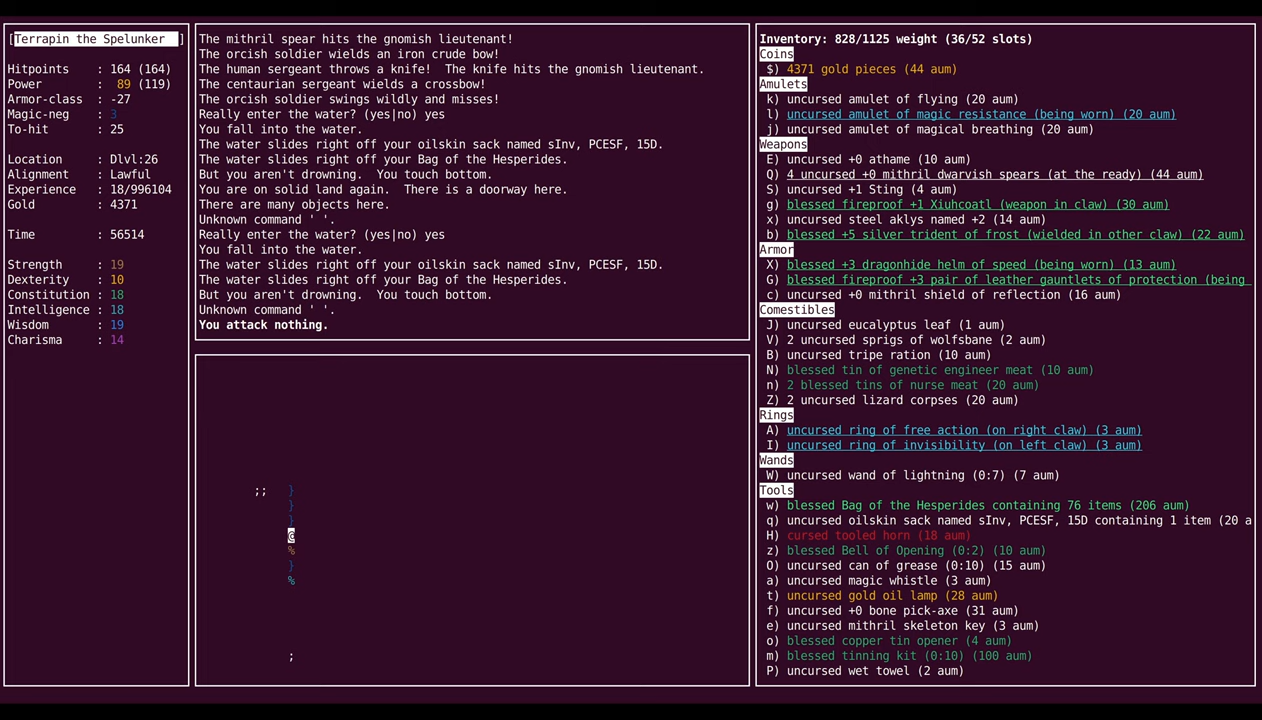 [Terrapin the Spelunker ]
Hitpoints : 164 (164)
Power : 89 (119)
Armor-class : -27
Magic-neg : 3
To-hit : 25
Location : Dlvl:26
Alignment : Lawful
Experience : 18/996104
Gold : 4371
Time : 56514
Strength : 19
Dexterity : 10
Constitution : 18
Intelligence : 18
Wisdom : 19
Charisma : 14
The mithril spear hits the gnomish lieutenant!
The orcish soldier wields an iron crude bow!
The human sergeant throws a knife!  The knife hits the gnomish lieutenant.
The centaurian sergeant wields a crossbow!
The orcish soldier swings wildly and misses!
Really enter the water? (yes|no) yes
You fall into the water.
The water slides right off your oilskin sack named sInv, PCESF, 15D.
The water slides right off your Bag of the Hesperides.
But you aren't drowning.  You touch bottom.
You are on solid land again.  There is a doorway here.
There are many objects here.
Unknown command ' '.
Really enter the water? (yes|no) yes
You fall into the water.
The water slides right off your oilskin sack named sInv, PCESF, 15D.
The water slides right off your Bag of the Hesperides.
But you aren't drowning.  You touch bottom.
Unknown command ' '.
You attack nothing.
;; }
}
}
@
%
}
%
;
Inventory: 828/1125 weight (36/52 slots)
Coins
$) 4371 gold pieces (44 aum)
Amulets
k) uncursed amulet of flying (20 aum)
l) uncursed amulet of magic resistance (being worn) (20 aum)
j) uncursed amulet of magical breathing (20 aum)
Weapons
E) uncursed +0 athame (10 aum)
Q) 4 uncursed +0 mithril dwarvish spears (at the ready) (44 aum)
S) uncursed +1 Sting (4 aum)
g) blessed fireproof +1 Xiuhcoatl (weapon in claw) (30 aum)
x) uncursed steel aklys named +2 (14 aum)
b) blessed +5 silver trident of frost (wielded in other claw) (22 aum)
Armor
X) blessed +3 dragonhide helm of speed (being worn) (13 aum)
G) blessed fireproof +3 pair of leather gauntlets of protection (being
c) uncursed +0 mithril shield of reflection (16 aum)
Comestibles
J) uncursed eucalyptus leaf (1 aum)
V) 2 uncursed sprigs of wolfsbane (2 aum)
B) uncursed tripe ration (10 aum)
N) blessed tin of genetic engineer meat (10 aum)
n) 2 blessed tins of nurse meat (20 aum)
Z) 2 uncursed lizard corpses (20 aum)
Rings
A) uncursed ring of free action (on right claw) (3 aum)
I) uncursed ring of invisibility (on left claw) (3 aum)
Wands
W) uncursed wand of lightning (0:7) (7 aum)
Tools
w) blessed Bag of the Hesperides containing 76 items (206 aum)
q) uncursed oilskin sack named sInv, PCESF, 15D containing 1 item (20 a
H) cursed tooled horn (18 aum)
z) blessed Bell of Opening (0:2) (10 aum)
O) uncursed can of grease (0:10) (15 aum)
a) uncursed magic whistle (3 aum)
t) uncursed gold oil lamp (28 aum)
f) uncursed +0 bone pick-axe (31 aum)
e) uncursed mithril skeleton key (3 aum)
o) blessed copper tin opener (4 aum)
m) blessed tinning kit (0:10) (100 aum)
P) uncursed wet towel (2 aum)